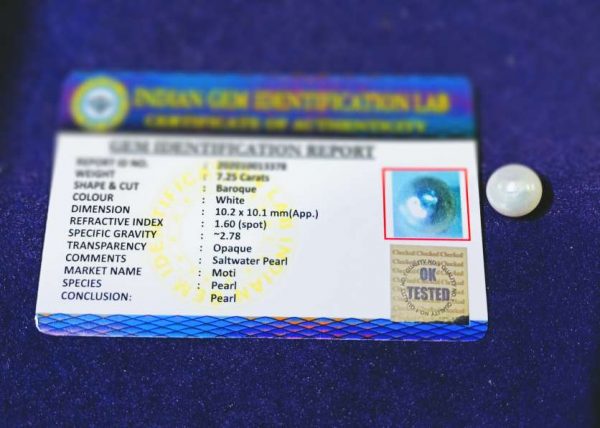 INDIAN GEM IDENTIFICATION LAB
CERTIFICATE OF AUTHENTICITY
GEM IDENTIFICATION REPORT
REPORT ID NO. : 202010013378
WEIGHT : 7.25 Carats
SHAPE & CUT : Baroque
COLOUR : White
DIMENSION : 10.2 x 10.1 mm(App.)
REFRACTIVE INDEX : 1.60 (spot)
SPECIFIC GRAVITY : ~2.78
TRANSPARENCY : Opaque
COMMENTS : Saltwater Pearl
MARKET NAME : Moti
SPECIES : Pearl
CONCLUSION: : Pearl
OK
TESTED